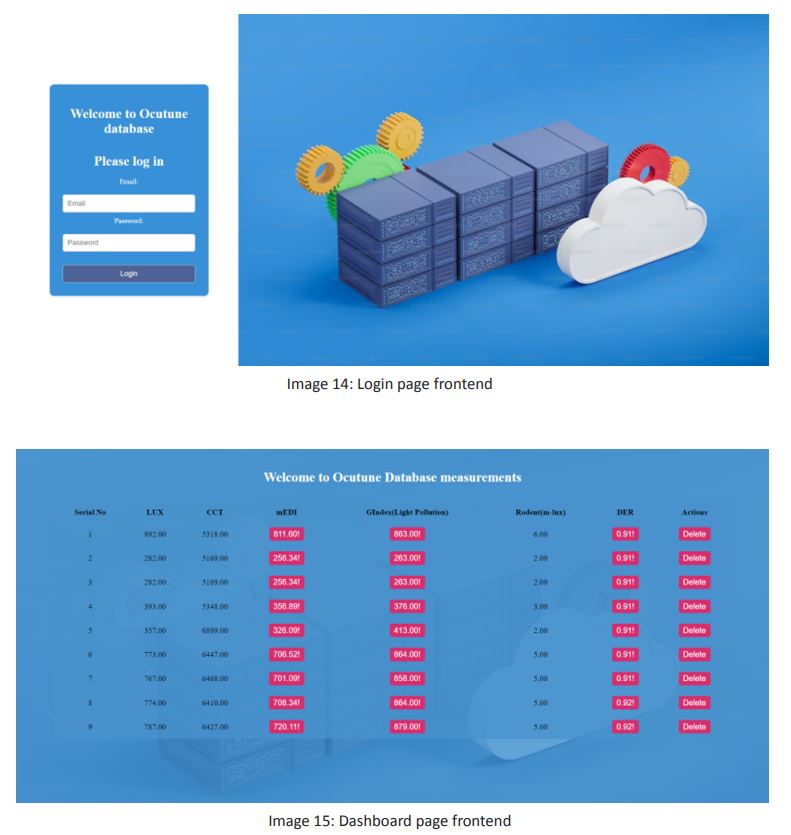 Welcome to Ocutune
database
Please log in
Email:
Email
Password:
Password
Login
Image 14: Login page frontend
Welcome to Ocutune Database measurements
Serial No LUX CCT mEDI GIndex(Light Pollution) Rodent(m-lux) DER Actions
1 892.00 5318.00 811.60! 863.00! 6.00 0.91! Delete
2 282.00 5169.00 256.34! 263.00! 2.00 0.91! Delete
3 282.00 5169.00 256.34! 263.00! 2.00 0.91! Delete
4 393.00 5348.00 356.89! 376.00! 3.00 0.91! Delete
5 357.00 6899.00 326.09! 413.00! 2.00 0.91! Delete
6 773.00 6447.00 706.52! 864.00! 5.00 0.91! Delete
7 767.00 6468.00 701.09! 858.00! 5.00 0.91! Delete
8 774.00 6410.00 708.34! 864.00! 5.00 0.92! Delete
9 787.00 6427.00 720.11! 879.00! 5.00 0.92! Delete
Image 15: Dashboard page frontend